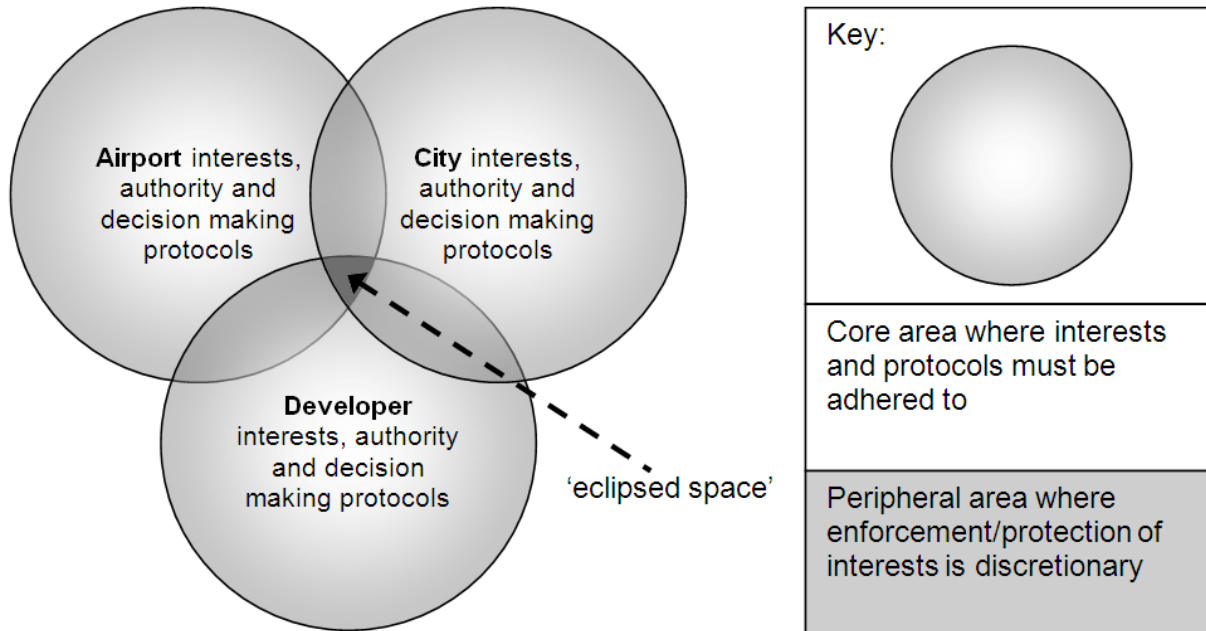 Airport interests,
authority and
decision making
protocols
City interests,
authority and
decision making
protocols
Developer
interests, authority
and decision
making protocols
‘eclipsed space’
Key:
Core area where interests
and protocols must be
adhered to
Peripheral area where
enforcement/protection of
interests is discretionary